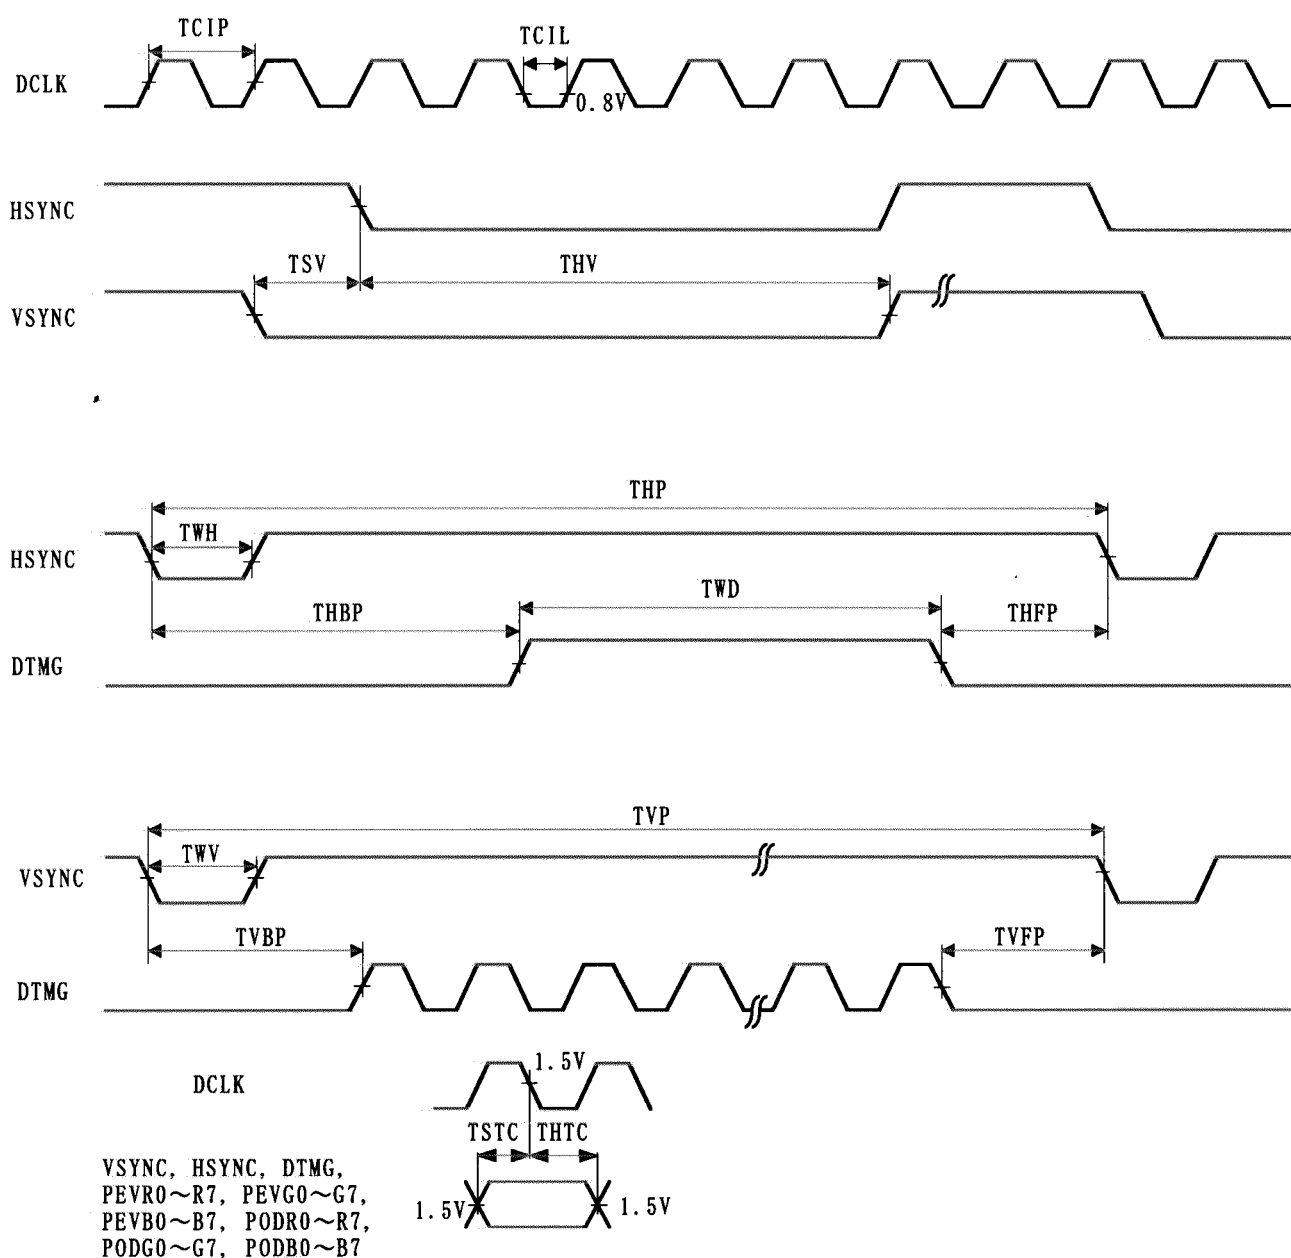 TCIP
TCIL
DCLK
0.8V
HSYNC
TSV
THV
VSYNC
THP
HSYNC
TWH
TWD
THBP
THFP
DTMG
TVP
VSYNC
TWV
TVBP
TVFP
DTMG
DCLK
1.5V
TSTC THTC
VSYNC, HSYNC, DTMG,
PEVR0~R7, PEVG0~G7,
PEVB0~B7, PODR0~R7,
PODG0~G7, PODB0~B7
1.5V
1.5V